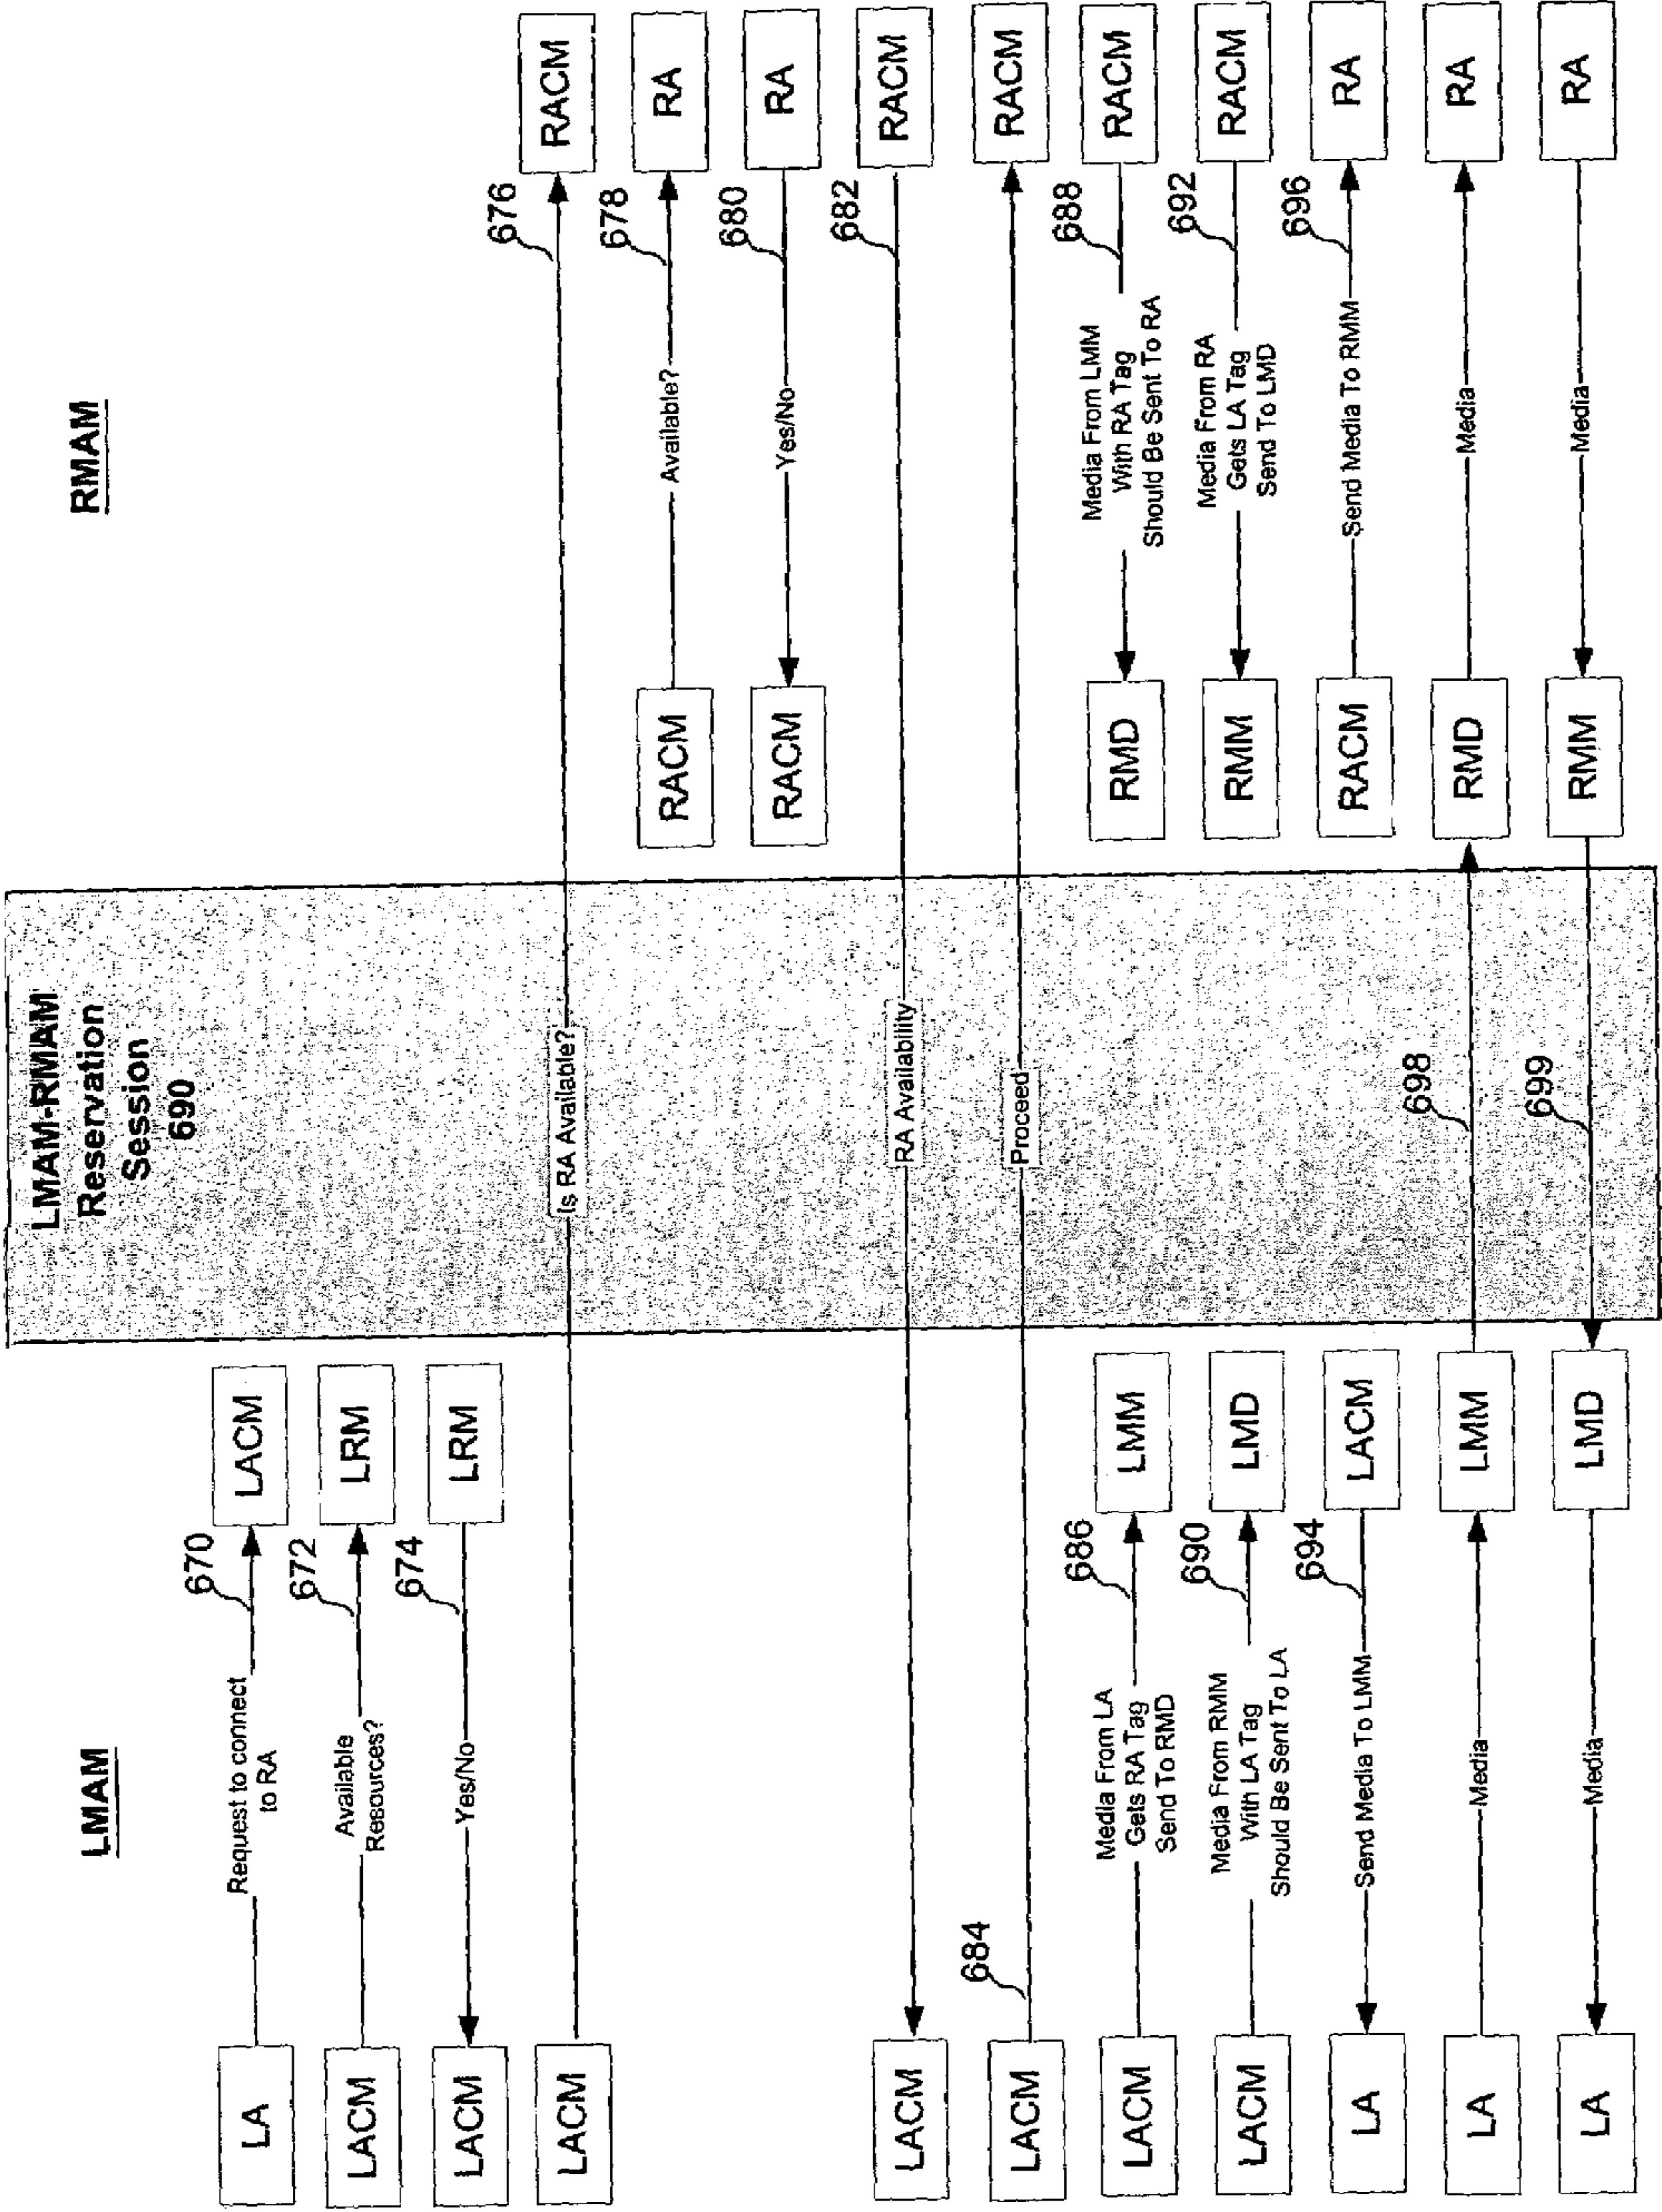 LMAM
LMAM-RMAM
Reservation
Session
690
RMAM
LA
Request to connect
to RA
670
LACM
LACM
Available
Resources?
672
LRM
LACM
Yes/No
674
LRM
LACM
Is RA Available?
676
RACM
RACM
Available?
678
RA
RACM
Yes/No
680
RA
LACM
RA Availability
682
RACM
LACM
684
Proceed
RACM
LACM
Media From LA
Gets RA Tag
Send To RMD
686
LMM
RMD
Media From LMM
With RA Tag
Should Be Sent To RA
688
RACM
LACM
Media From RMM
With LA Tag
Should Be Sent To LA
690
LMD
RMM
Media From RA
Gets LA Tag
Send To LMD
692
RACM
LA
Send Media To LMM
694
LACM
RACM
Send Media To RMM
696
RA
LA
Media
LMM
698
RMD
Media
RA
LA
Media
LMD
699
RMM
Media
RA